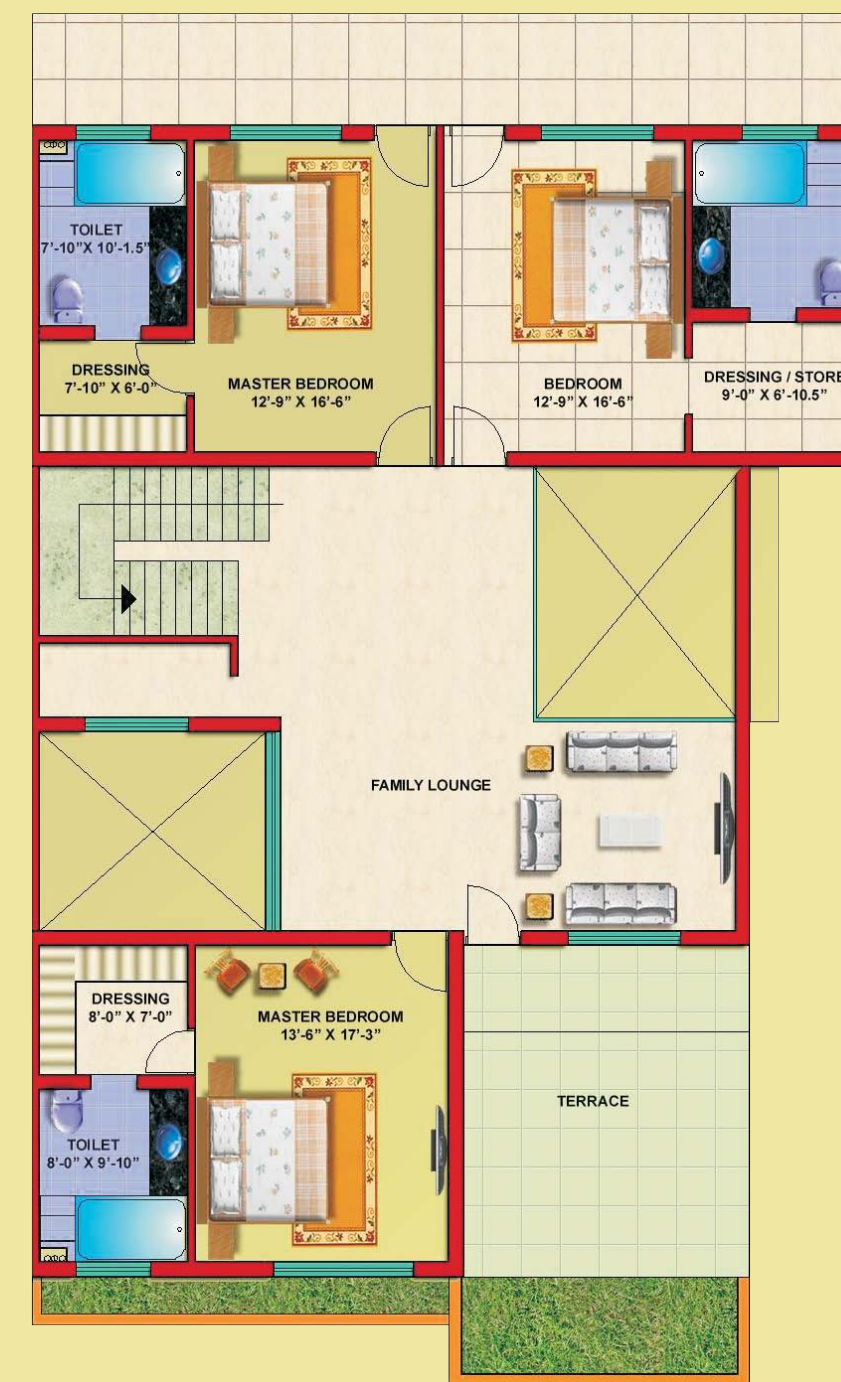 TOILET
7'-10"X 10'-1.5"
DRESSING
7'-10" X 6'-0"
MASTER BEDROOM
12'-9" X 16'-6"
BEDROOM
12'-9" X 16'-6"
DRESSING / STORE
9'-0" X 6'-10.5"
FAMILY LOUNGE
DRESSING
8'-0" X 7'-0"
MASTER BEDROOM
13'-6" X 17'-3"
TERRACE
TOILET
8'-0" X 9'-10"